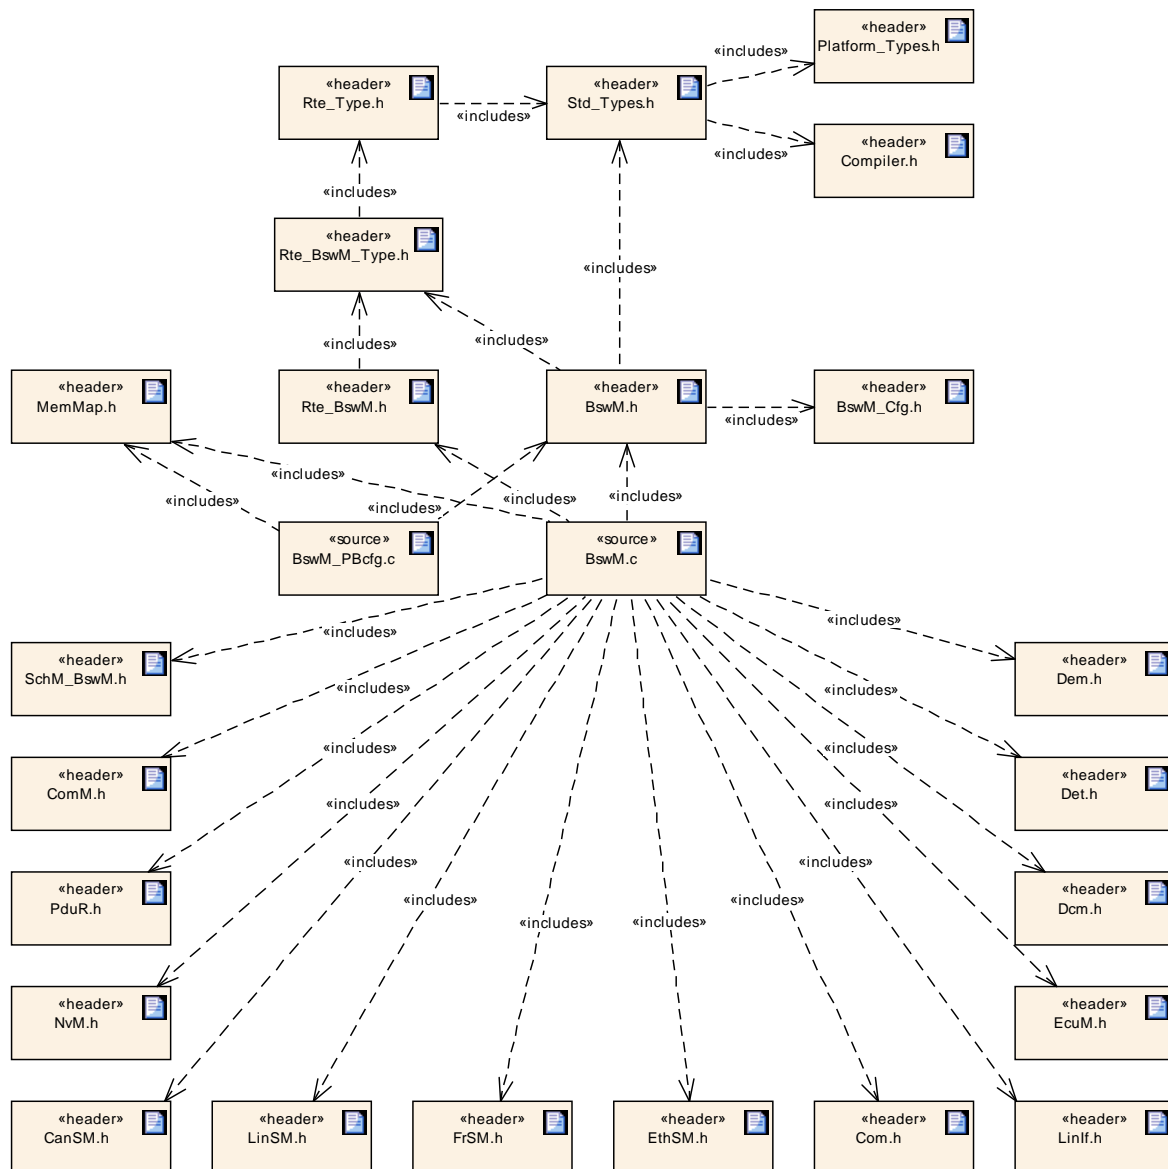 «header»
Platform_Types.h
«includes»
«header»
Rte_Type.h
«header»
Std_Types.h
«includes»
«includes»
«header»
Compiler.h
«includes»
«header»
Rte_BswM_Type.h
«includes»
«includes»
«includes»
«header»
MemMap.h
«header»
Rte_BswM.h
«header»
BswM.h
«header»
BswM_Cfg.h
«includes»
«includes»
«includes»
«includes»
«includes»
«includes»
«source»
BswM_PBcfg.c
«source»
BswM.c
«includes»
«includes»
«header»
SchM_BswM.h
«header»
Dem.h
«includes»
«includes»
«includes»
«includes»
«header»
ComM.h
«header»
Det.h
«includes»
«includes»
«includes»
«includes»
«header»
PduR.h
«header»
Dcm.h
«includes»
«includes»
«includes»
«includes»
«header»
NvM.h
«header»
EcuM.h
«header»
CanSM.h
«header»
LinSM.h
«header»
FrSM.h
«header»
EthSM.h
«header»
Com.h
«header»
LinIf.h